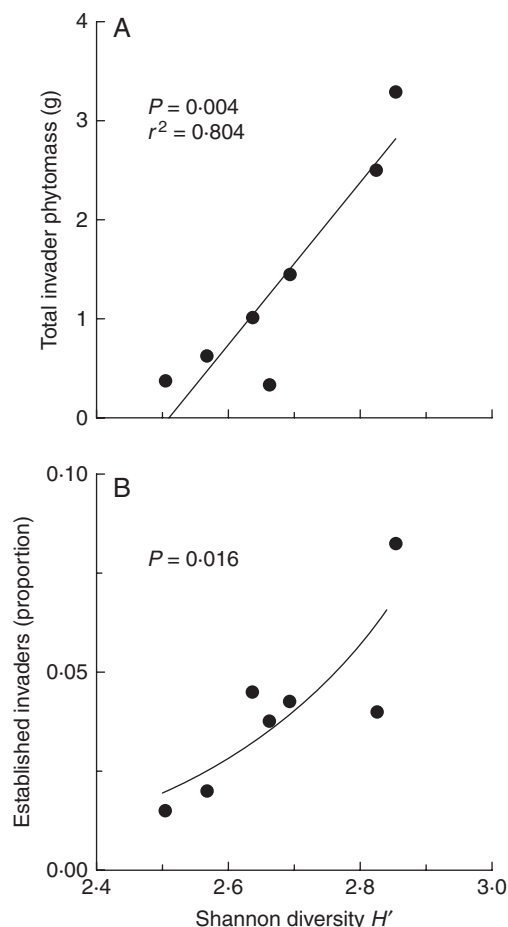 A
P = 0·004
r² = 0·804
Total invader phytomass (g)
4
3
2
1
0
B
P = 0·016
Established invaders (proportion)
0·10
0·05
0·00
2·4
2·6
2·8
3·0
Shannon diversity H′